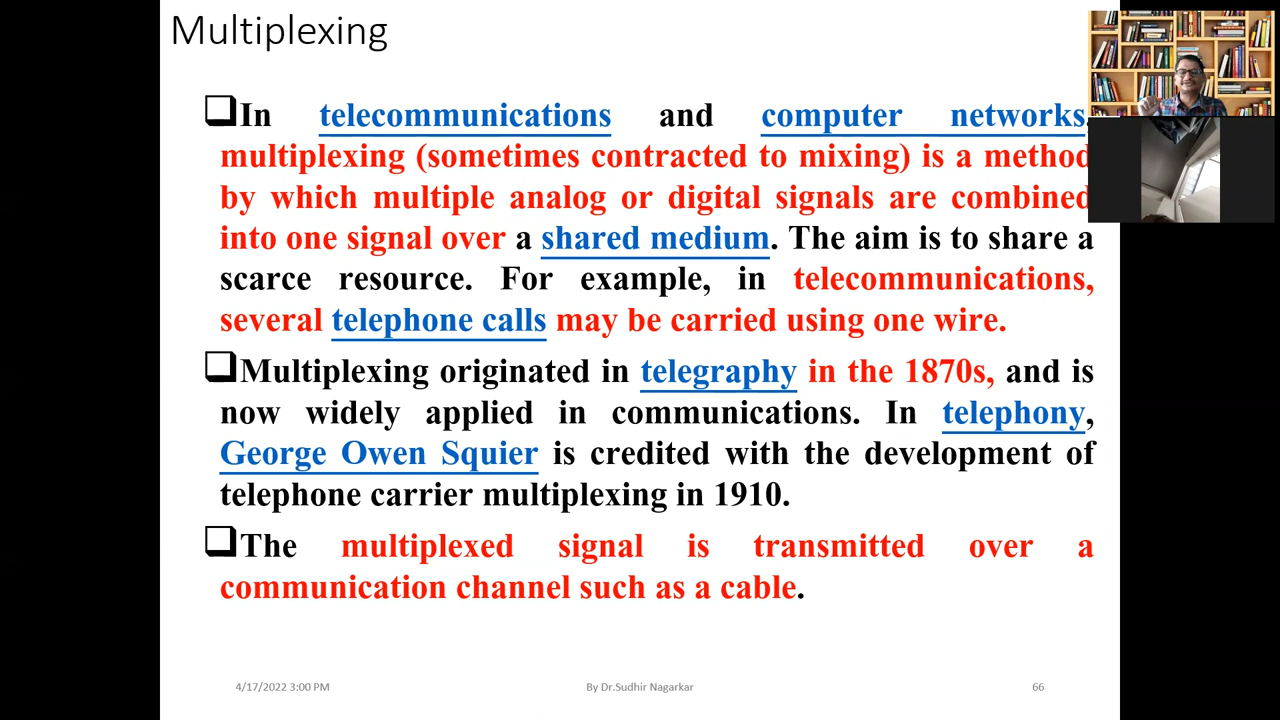 Multiplexing
In telecommunications and computer networks,
multiplexing (sometimes contracted to mixing) is a method
by which multiple analog or digital signals are combined
into one signal over a shared medium. The aim is to share a
scarce resource. For example, in telecommunications,
several telephone calls may be carried using one wire.
Multiplexing originated in telegraphy in the 1870s, and is
now widely applied in communications. In telephony,
George Owen Squier is credited with the development of
telephone carrier multiplexing in 1910.
The multiplexed signal is transmitted over a
communication channel such as a cable.
4/17/2022 3:00 PM
By Dr.Sudhir Nagarkar
66